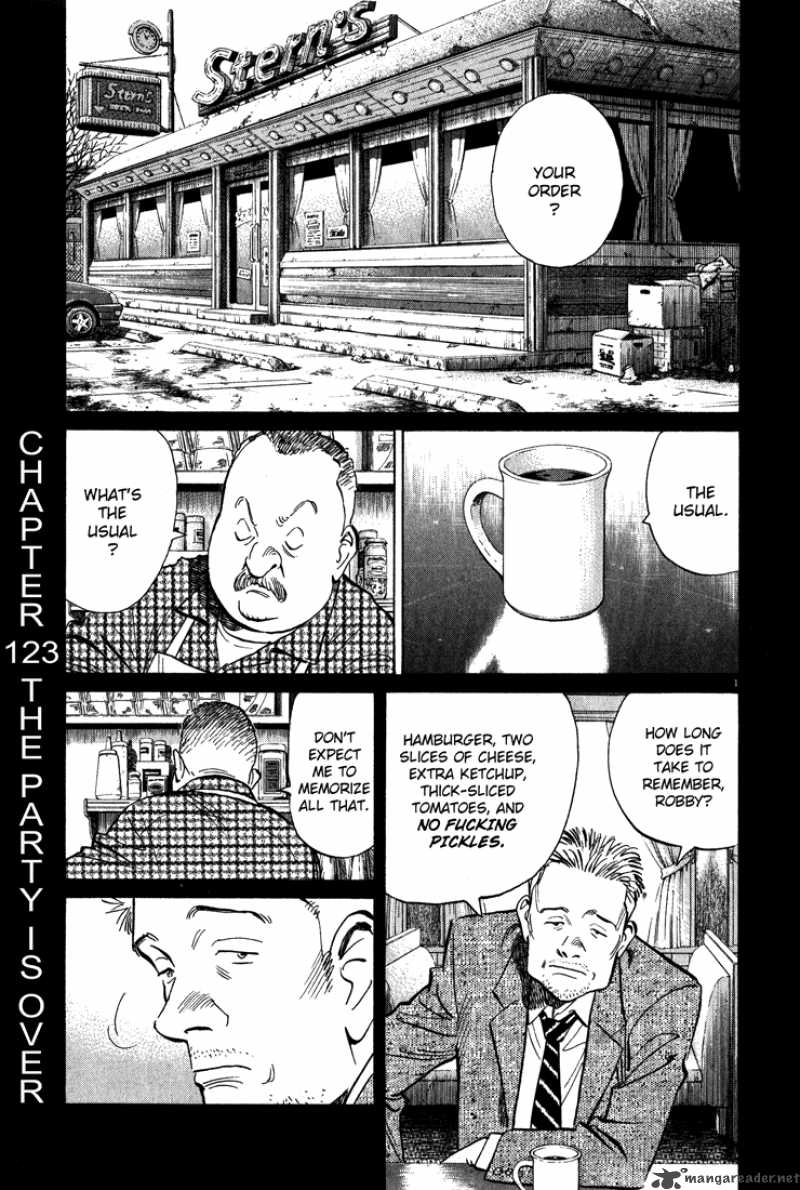 Stern's
Stern's
YOUR
ORDER
?
THE
USUAL.
WHAT'S
THE
USUAL
?
1
HOW LONG
DOES IT
TAKE TO
REMEMBER,
ROBBY?
HAMBURGER, TWO
SLICES OF CHEESE,
EXTRA KETCHUP,
THICK-SLICED
TOMATOES, AND
NO FUCKING
PICKLES.
DON'T
EXPECT
ME TO
MEMORIZE
ALL THAT.
CHAPTER 123 THE PARTY IS OVER
mangareader.net